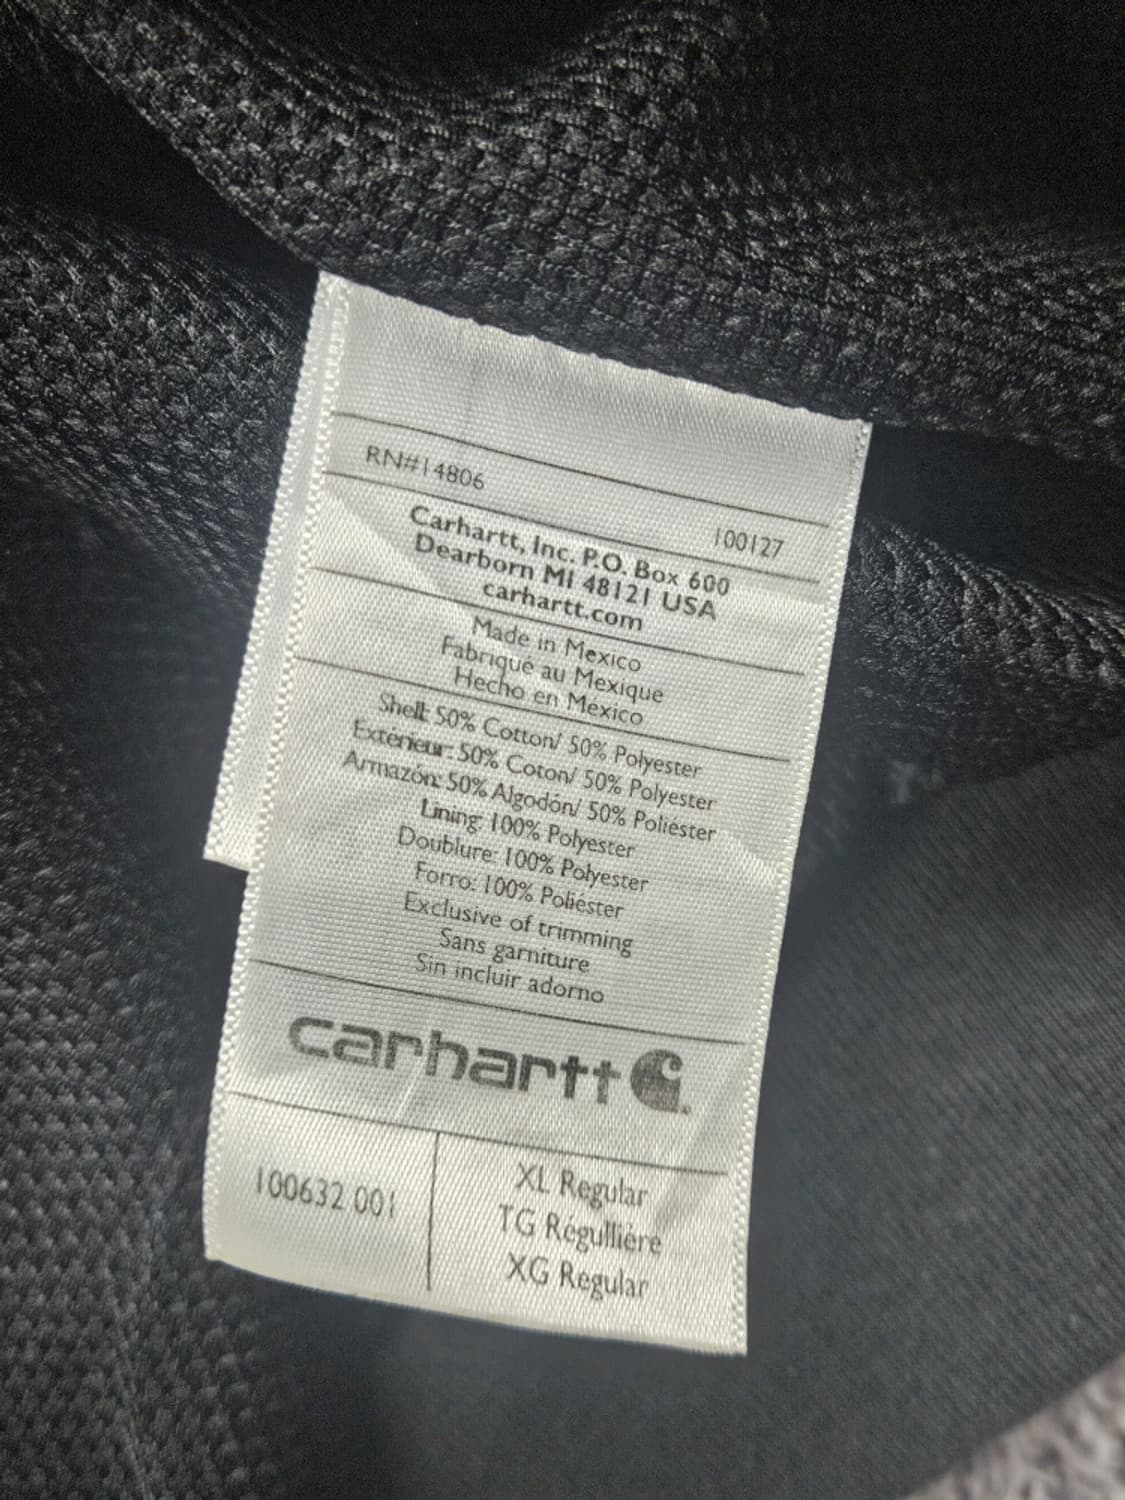 RN#14806
100127
Carhartt, Inc. P.O. Box 600
Dearborn MI 48121 USA
carhartt.com
Made in Mexico
Fabriqué au Mexique
Hecho en Mexico
Shell: 50% Cotton/ 50% Polyester
Extérieur: 50% Coton/ 50% Polyester
Armazón: 50% Algodón/ 50% Poliéster
Lining: 100% Polyester
Doublure: 100% Polyester
Forro: 100% Poliéster
Exclusive of trimming
Sans garniture
Sin incluir adorno
carhartt
100632 001
XL Regular
TG Régullière
XG Regular